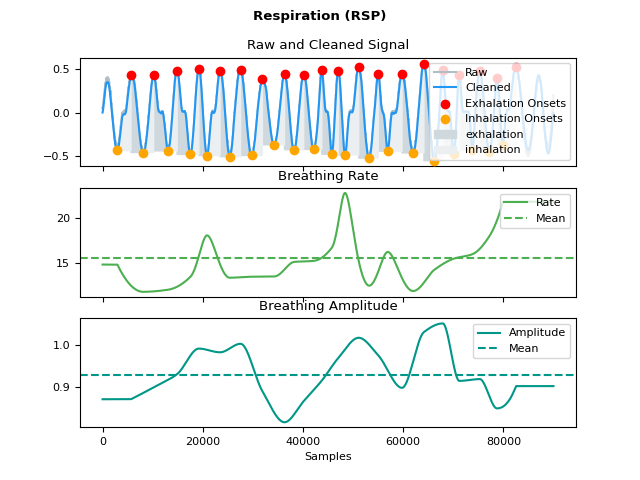 Respiration (RSP)
Raw and Cleaned Signal
0.5
0.0
−0.5
Raw
Cleaned
Exhalation Onsets
Inhalation Onsets
exhalation
inhalation
Breathing Rate
20
15
Rate
Mean
Breathing Amplitude
1.0
0.9
Amplitude
Mean
0
20000
40000
60000
80000
Samples